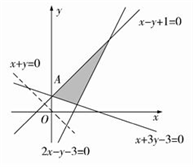 y
x-y+1=0
x+y=0
A
O
x
x+3y-3=0
2x-y-3=0